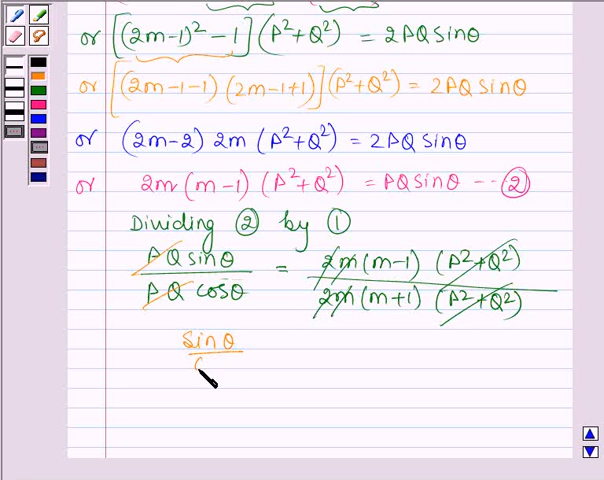 or [(2m-1)² - 1] (P²+Q²) = 2PQ sinθ
or [(2m-1-1) (2m-1+1)] (P²+Q²) = 2PQ sinθ
or (2m-2) 2m (P²+Q²) = 2PQ sinθ
or 2m (m-1) (P²+Q²) = PQ sinθ --- ②
Dividing ② by ①
PQ sinθ / PQ cosθ = 2m (m-1) (P²+Q²) / 2m (m+1) (P²+Q²)
sinθ